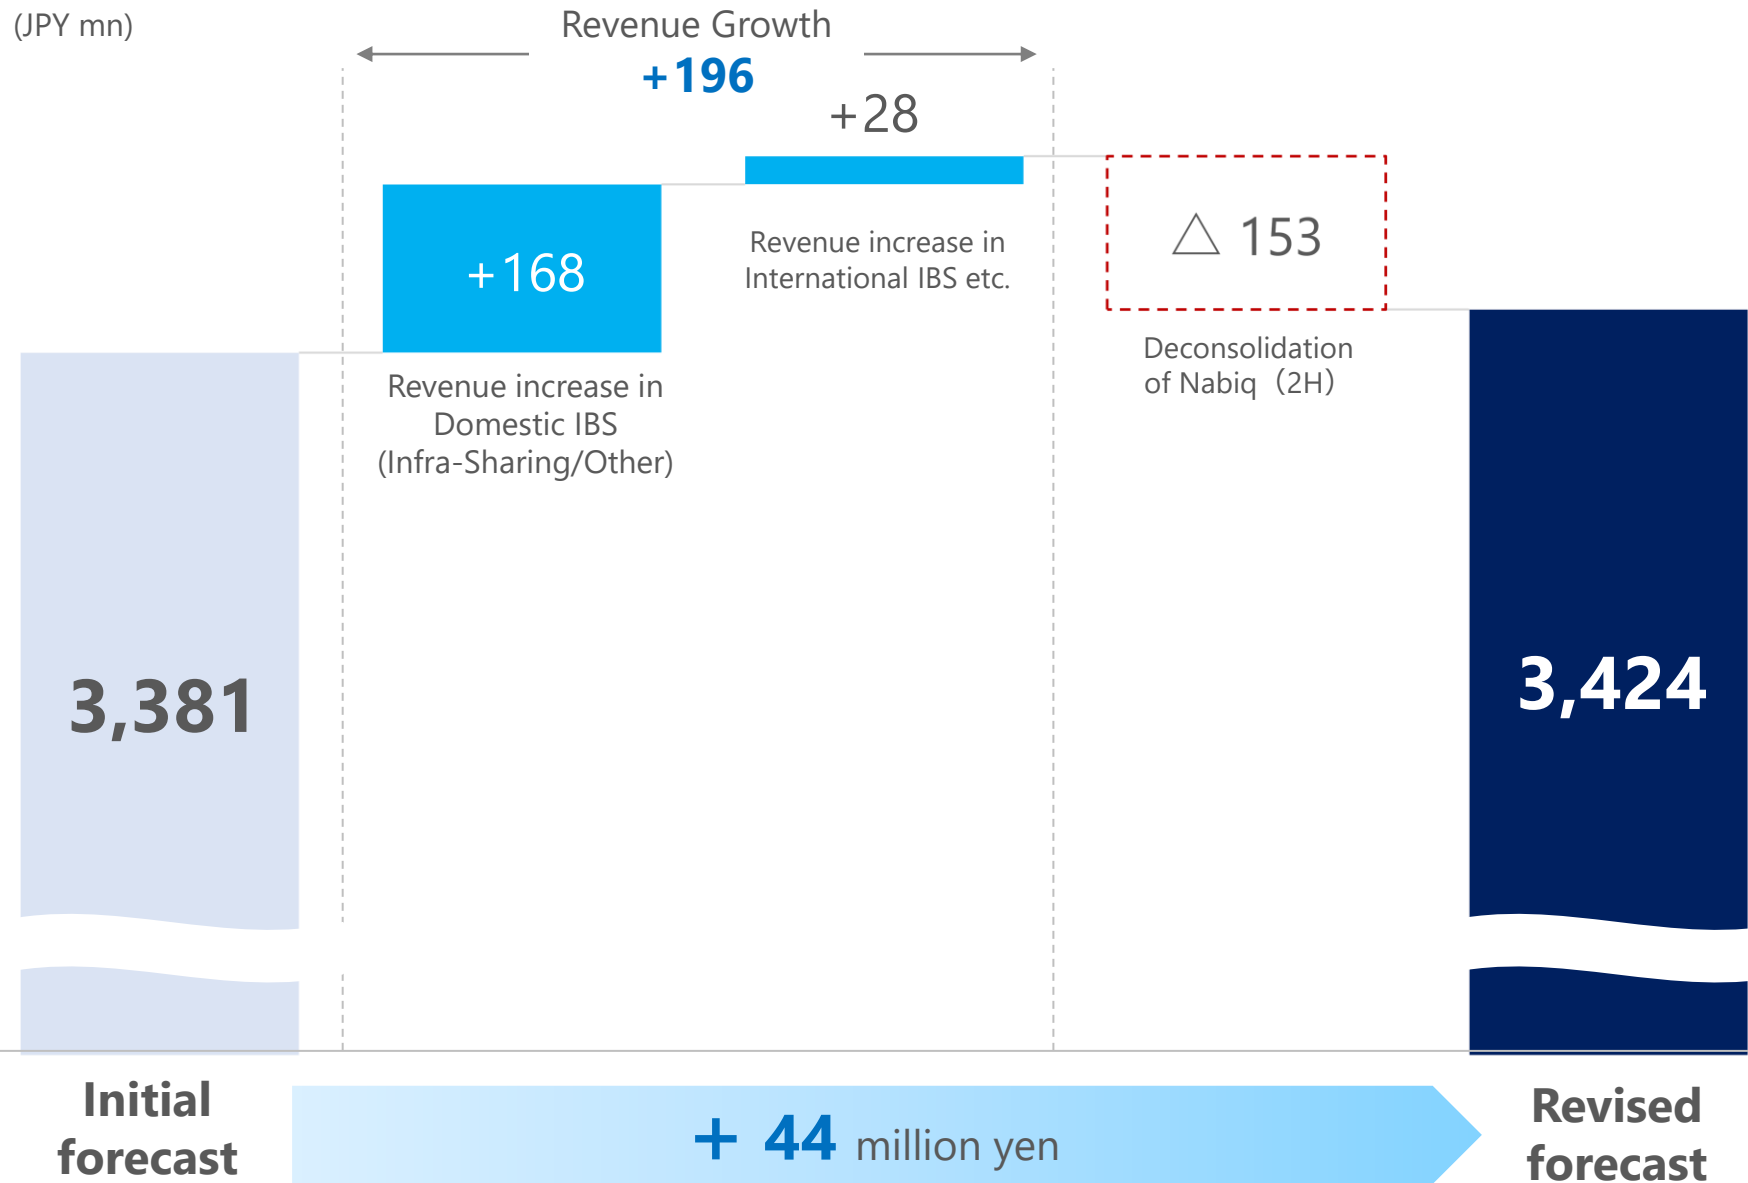 (JPY mn)
Revenue Growth
+196
+28
+168
Revenue increase in
International IBS etc.
△ 153
Revenue increase in
Domestic IBS
(Infra-Sharing/Other)
Deconsolidation
of Nabiq（2H）
3,381
3,424
Initial
forecast
+ 44 million yen
Revised
forecast